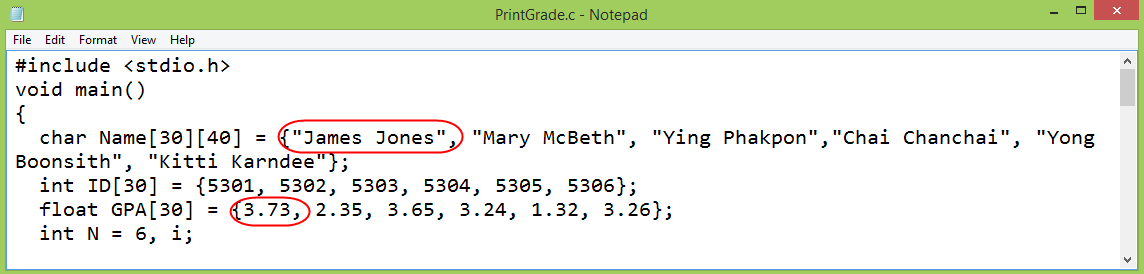 PrintGrade.c - Notepad
File Edit Format View Help
#include <stdio.h>
void main()
{
char Name[30][40] = {"James Jones", "Mary McBeth", "Ying Phakpon","Chai Chanchai", "Yong
Boonsith", "Kitti Karndee"};
int ID[30] = {5301, 5302, 5303, 5304, 5305, 5306};
float GPA[30] = {3.73, 2.35, 3.65, 3.24, 1.32, 3.26};
int N = 6, i;